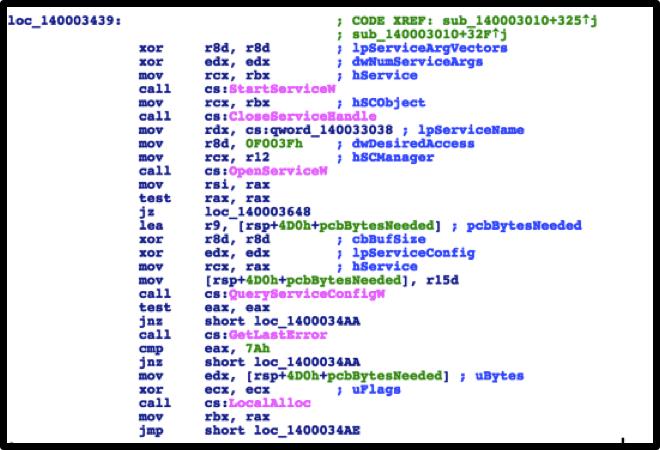 loc_140003439: ; CODE XREF: sub_140003010+325↑j
; sub_140003010+32F↑j
xor r8d, r8d ; lpServiceArgVectors
xor edx, edx ; dwNumServiceArgs
mov rcx, rbx ; hService
call cs:StartServiceW
mov rcx, rbx ; hSCObject
call cs:CloseServiceHandle
mov rdx, cs:qword_140033038 ; lpServiceName
mov r8d, 0F003Fh ; dwDesiredAccess
mov rcx, r12 ; hSCManager
call cs:OpenServiceW
mov rsi, rax
test rax, rax
jz loc_140003648
lea r9, [rsp+4D0h+pcbBytesNeeded] ; pcbBytesNeeded
xor r8d, r8d ; cbBufSize
xor edx, edx ; lpServiceConfig
mov rcx, rax ; hService
mov [rsp+4D0h+pcbBytesNeeded], r15d
call cs:QueryServiceConfigW
test eax, eax
jnz short loc_1400034AA
call cs:GetLastError
cmp eax, 7Ah
jnz short loc_1400034AA
mov edx, [rsp+4D0h+pcbBytesNeeded] ; uBytes
xor ecx, ecx ; uFlags
call cs:LocalAlloc
mov rbx, rax
jmp short loc_1400034AE